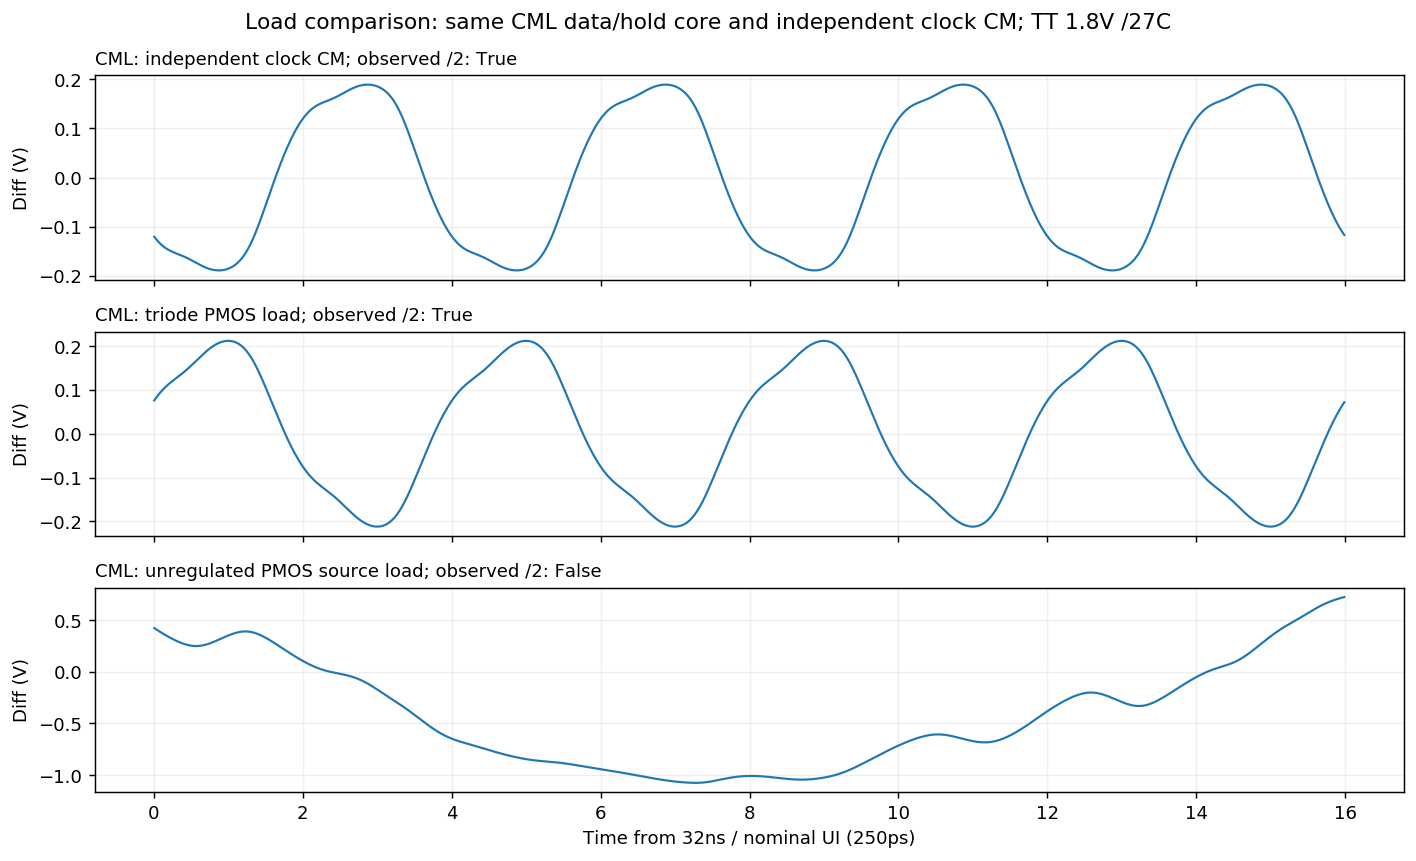 Load comparison: same CML data/hold core and independent clock CM; TT 1.8V /27C
CML: independent clock CM; observed /2: True
0.2
0.1
0.0
−0.1
−0.2
Diff (V)
CML: triode PMOS load; observed /2: True
0.2
0.1
0.0
−0.1
−0.2
Diff (V)
CML: unregulated PMOS source load; observed /2: False
0.5
0.0
−0.5
−1.0
Diff (V)
0 2 4 6 8 10 12 14 16
Time from 32ns / nominal UI (250ps)